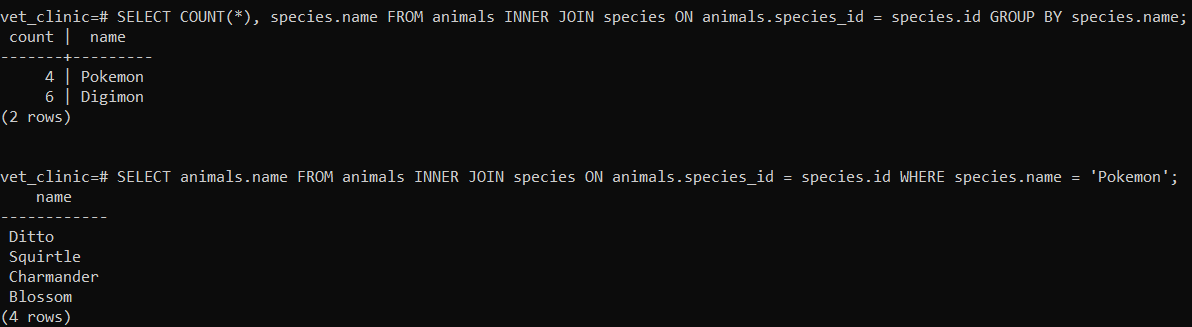 vet_clinic=# SELECT COUNT(*), species.name FROM animals INNER JOIN species ON animals.species_id = species.id GROUP BY species.name;
 count |  name
-------+---------
     4 | Pokemon
     6 | Digimon
(2 rows)
vet_clinic=# SELECT animals.name FROM animals INNER JOIN species ON animals.species_id = species.id WHERE species.name = 'Pokemon';
    name
------------
 Ditto
 Squirtle
 Charmander
 Blossom
(4 rows)